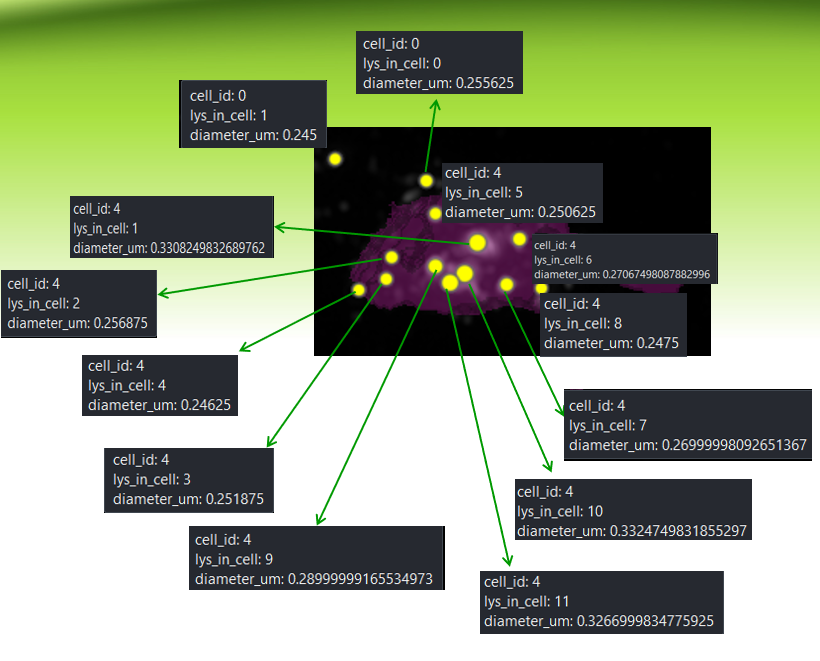 cell_id: 0
lys_in_cell: 0
diameter_um: 0.255625
cell_id: 0
lys_in_cell: 1
diameter_um: 0.245
cell_id: 4
lys_in_cell: 5
diameter_um: 0.250625
cell_id: 4
lys_in_cell: 1
diameter_um: 0.3308249832689762
cell_id: 4
lys_in_cell: 6
diameter_um: 0.27067498087882996
cell_id: 4
lys_in_cell: 2
diameter_um: 0.256875
cell_id: 4
lys_in_cell: 8
diameter_um: 0.2475
cell_id: 4
lys_in_cell: 4
diameter_um: 0.24625
cell_id: 4
lys_in_cell: 7
diameter_um: 0.26999998092651367
cell_id: 4
lys_in_cell: 3
diameter_um: 0.251875
cell_id: 4
lys_in_cell: 10
diameter_um: 0.3324749831855297
cell_id: 4
lys_in_cell: 9
diameter_um: 0.28999999165534973
cell_id: 4
lys_in_cell: 11
diameter_um: 0.3266999834775925